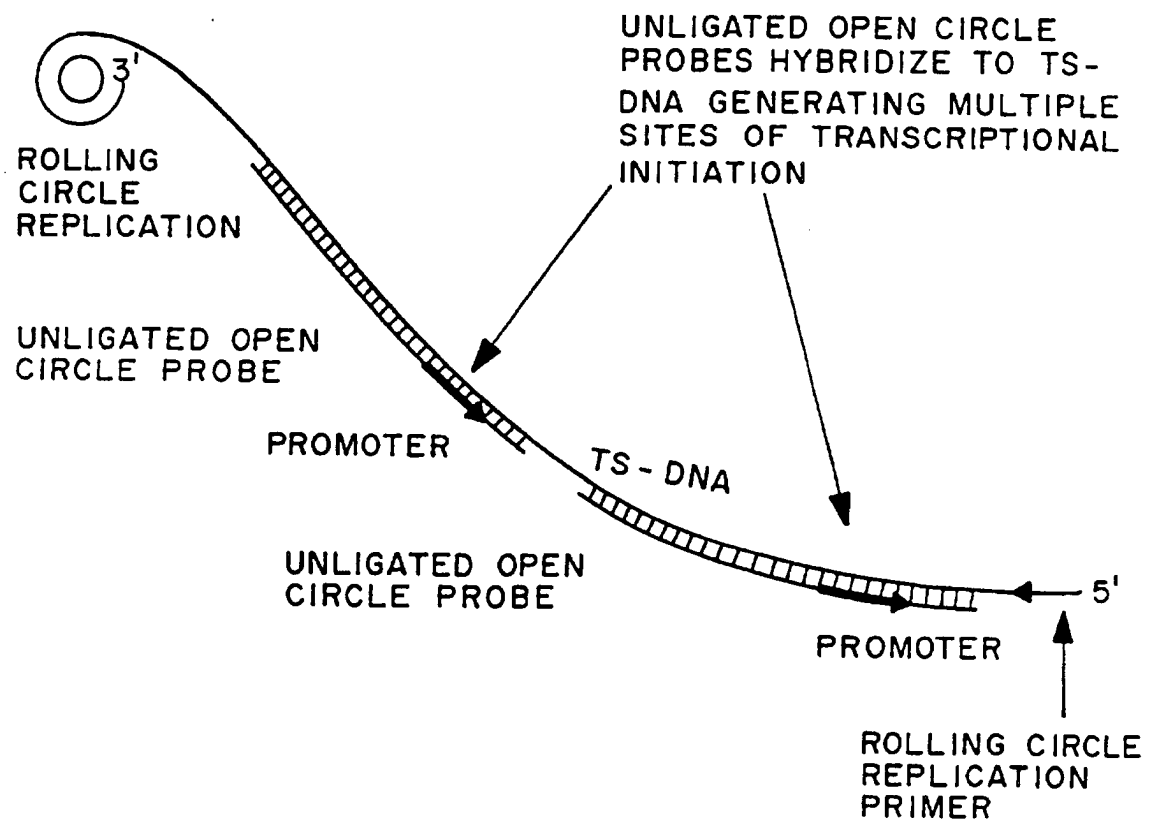 UNLIGATED OPEN CIRCLE
PROBES HYBRIDIZE TO TS-
DNA GENERATING MULTIPLE
SITES OF TRANSCRIPTIONAL
INITIATION
3'
ROLLING
CIRCLE
REPLICATION
UNLIGATED OPEN
CIRCLE PROBE
PROMOTER
TS-DNA
UNLIGATED OPEN
CIRCLE PROBE
5'
PROMOTER
ROLLING CIRCLE
REPLICATION
PRIMER